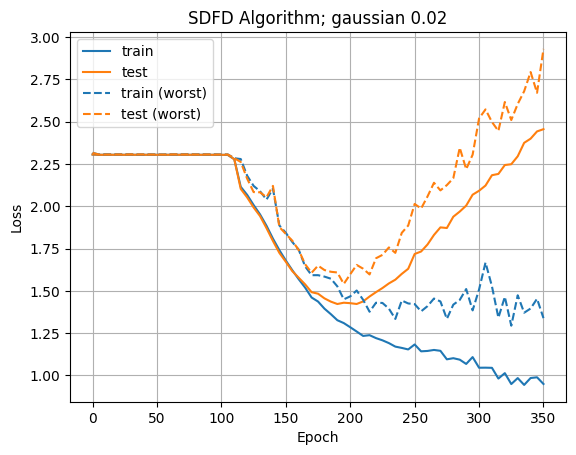 SDFD Algorithm; gaussian 0.02
3.00
2.75
2.50
2.25
2.00
1.75
1.50
1.25
1.00
Loss
train
test
train (worst)
test (worst)
0 50 100 150 200 250 300 350
Epoch